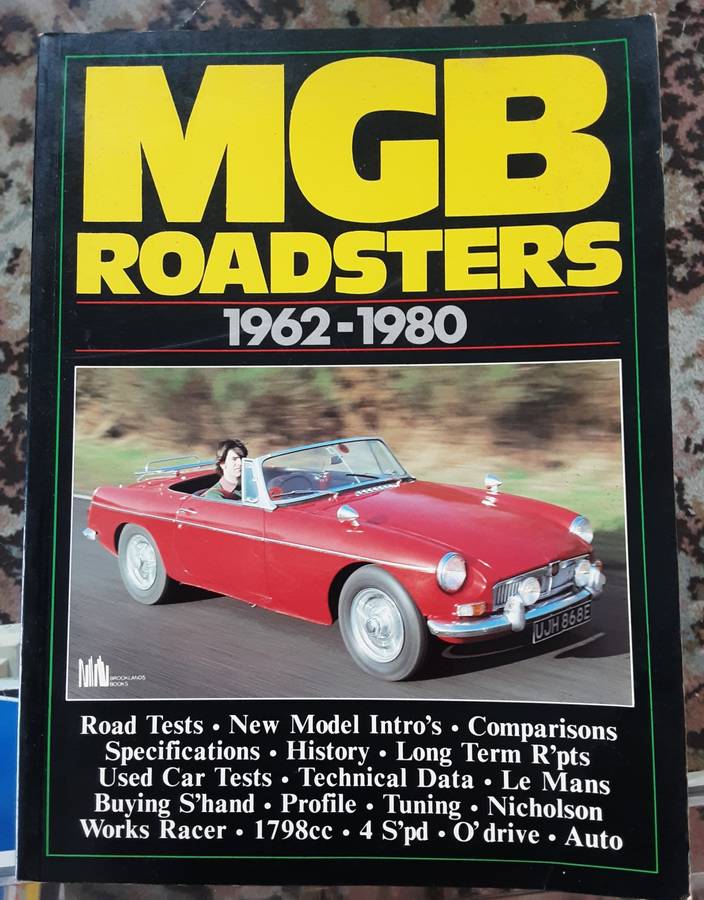 MGB
ROADSTERS
1962-1980
UJH 868E
BROOKLANDS
BOOKS
Road Tests • New Model Intro's • Comparisons
Specifications • History • Long Term R'pts
Used Car Tests • Technical Data • Le Mans
Buying S'hand • Profile • Tuning • Nicholson
Works Racer • 1798cc • 4 S'pd • O'drive • Auto